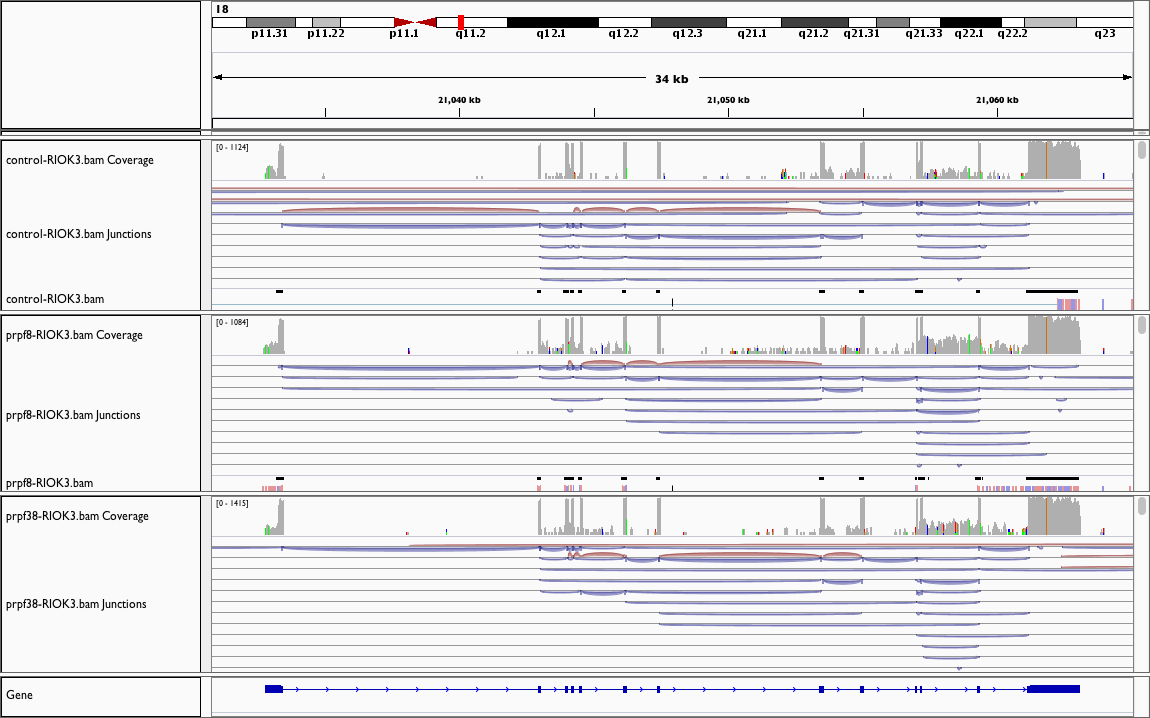 18
p11.31 p11.22 p11.1 q11.2 q12.1 q12.2 q12.3 q21.1 q21.2 q21.31 q21.33 q22.1 q22.2 q23
34 kb
21,040 kb 21,050 kb 21,060 kb
control-RIOK3.bam Coverage
[0 - 1124]
control-RIOK3.bam Junctions
control-RIOK3.bam
prpf8-RIOK3.bam Coverage
[0 - 1084]
prpf8-RIOK3.bam Junctions
prpf8-RIOK3.bam
prpf38-RIOK3.bam Coverage
[0 - 1415]
prpf38-RIOK3.bam Junctions
Gene